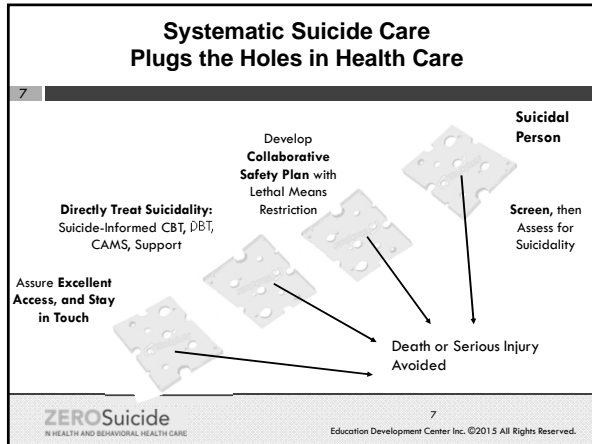 Systematic Suicide Care
Plugs the Holes in Health Care
7
Suicidal
Person
Develop
Collaborative
Safety Plan with
Lethal Means
Restriction
Screen, then
Assess for
Suicidality
Directly Treat Suicidality:
Suicide-Informed CBT, DBT,
CAMS, Support
Assure Excellent
Access, and Stay
in Touch
Death or Serious Injury
Avoided
ZEROSuicide
IN HEALTH AND BEHAVIORAL HEALTH CARE
7
Education Development Center Inc. ©2015 All Rights Reserved.